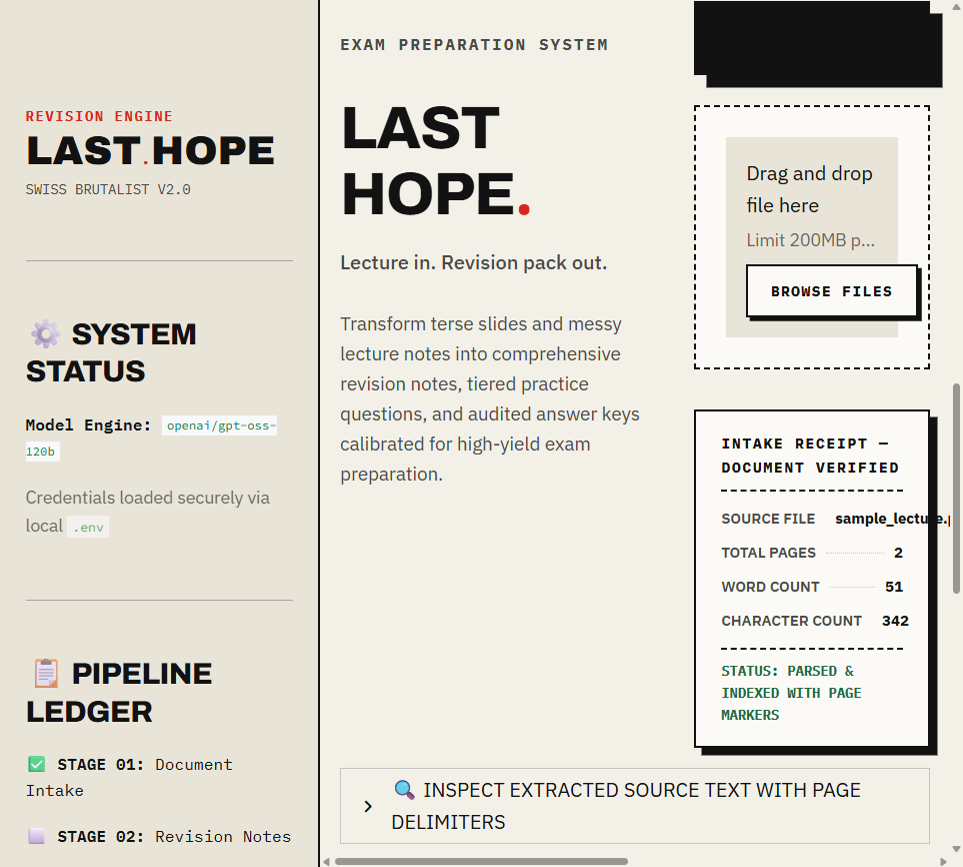 REVISION ENGINE
LAST.HOPE
SWISS BRUTALIST V2.0
⚙️ SYSTEM
STATUS
Model Engine: openai/gpt-oss-
120b
Credentials loaded securely via
local .env
📋 PIPELINE
LEDGER
✅ STAGE 01: Document
Intake
STAGE 02: Revision Notes
EXAM PREPARATION SYSTEM
LAST
HOPE.
Lecture in. Revision pack out.
Transform terse slides and messy
lecture notes into comprehensive
revision notes, tiered practice
questions, and audited answer keys
calibrated for high-yield exam
preparation.
Drag and drop
file here
Limit 200MB p...
BROWSE FILES
INTAKE RECEIPT —
DOCUMENT VERIFIED
SOURCE FILE sample_lecture.p
TOTAL PAGES 2
WORD COUNT 51
CHARACTER COUNT 342
STATUS: PARSED &
INDEXED WITH PAGE
MARKERS
🔍 INSPECT EXTRACTED SOURCE TEXT WITH PAGE
DELIMITERS